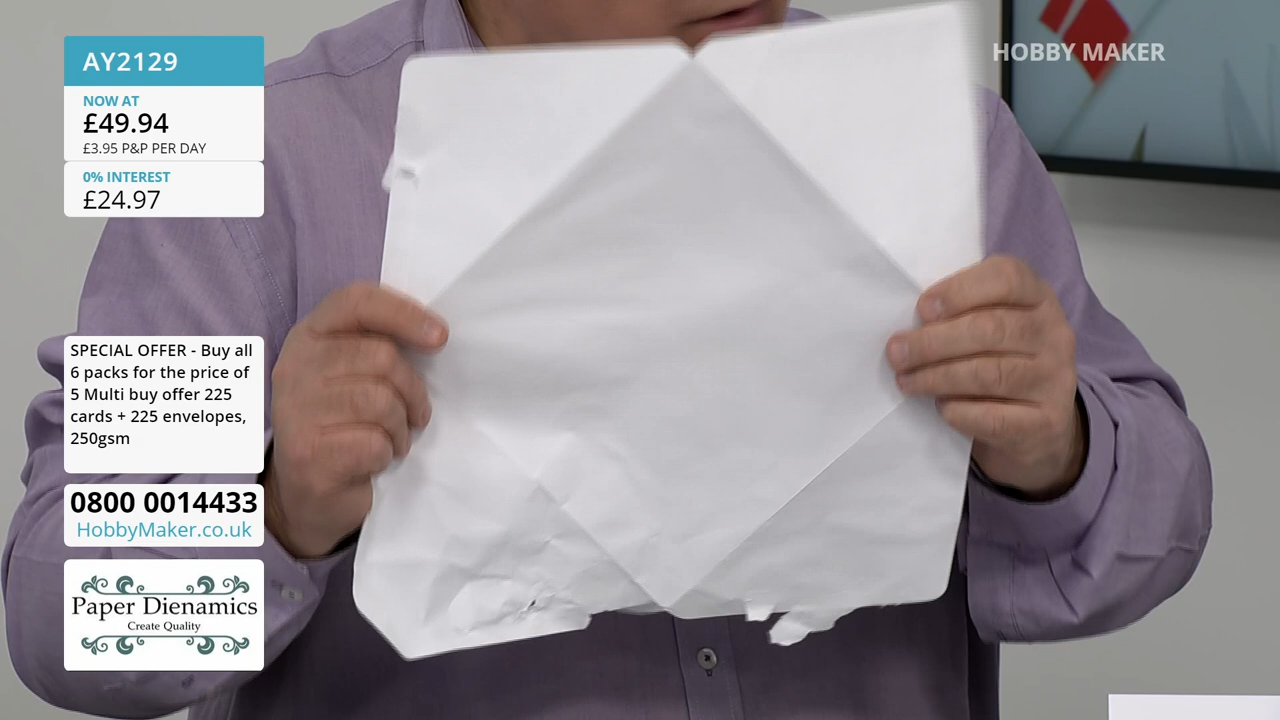 AY2129
NOW AT
£49.94
£3.95 P&P PER DAY
0% INTEREST
£24.97
HOBBY MAKER
SPECIAL OFFER - Buy all
6 packs for the price of
5 Multi buy offer 225
cards + 225 envelopes,
250gsm
0800 0014433
HobbyMaker.co.uk
Paper Dienamics
Create Quality